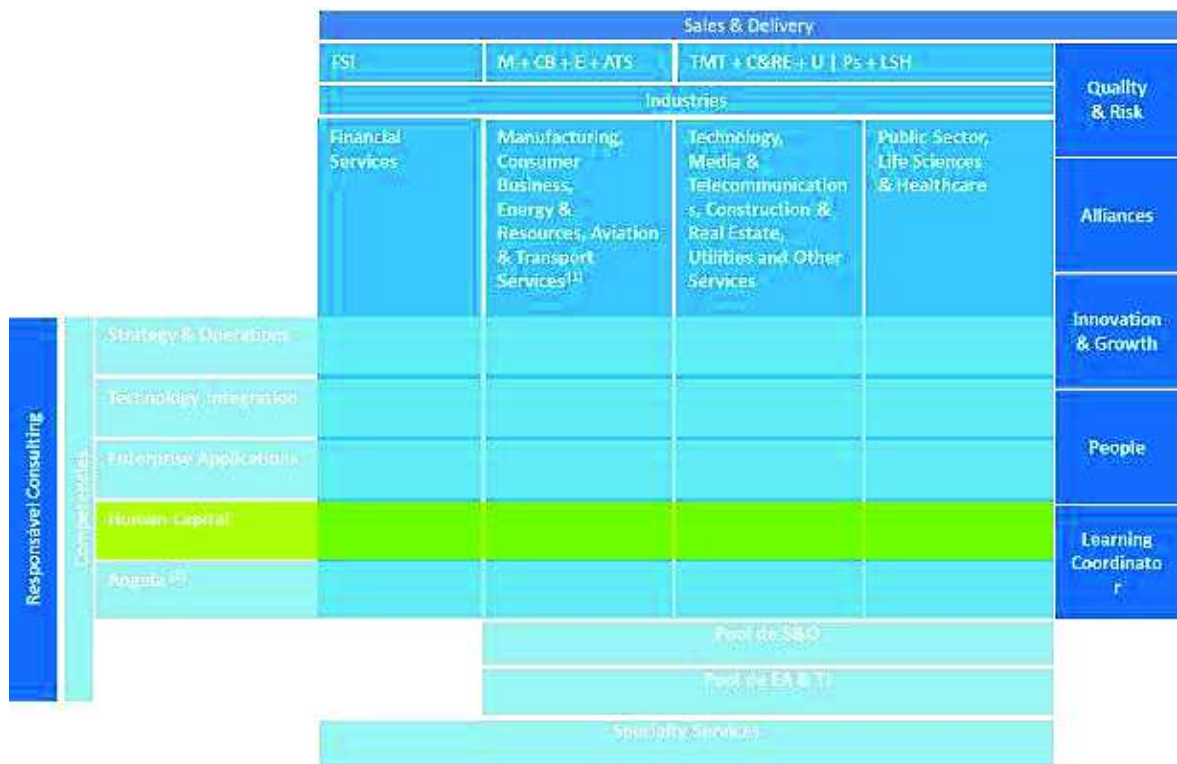 Sales & Delivery
FSI
M + CB + E + ATS
TMT + C&RE + U | Ps + LSH
Industries
Financial
Services
Manufacturing,
Consumer
Business,
Energy &
Resources, Aviation
& Transport
Services[1]
Technology,
Media &
Telecommunication
s, Construction &
Real Estate,
Utilities and Other
Services
Public Sector,
Life Sciences
& Healthcare
Quality
& Risk
Alliances
Innovation
& Growth
People
Learning
Coordinato
r
Responsável Consulting
Competencies
Strategy & Operations
Technology Integration
Enterprise Applications
Human Capital
Angola
Pool de S&O
Pool de EA & TI
Specialty Services